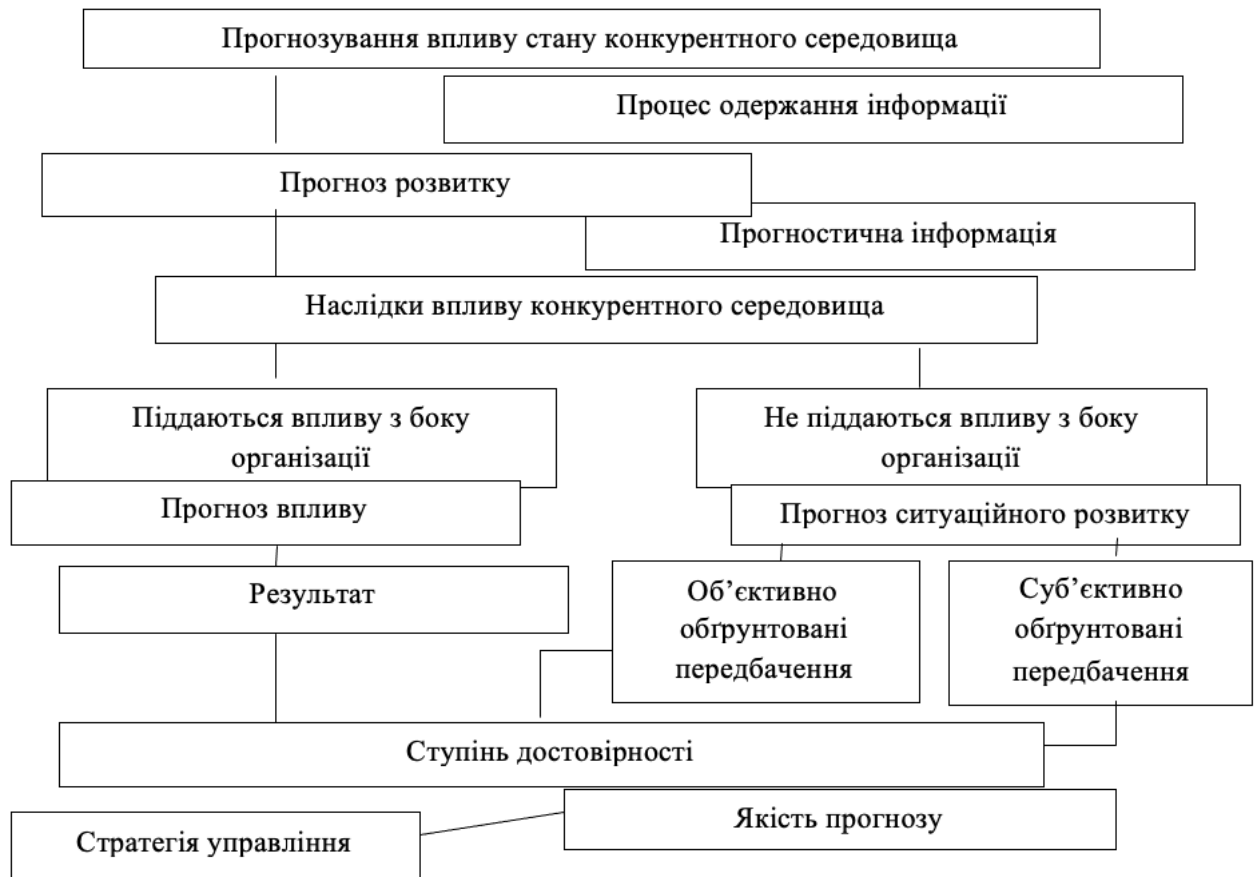 Прогнозування впливу стану конкурентного середовища
Процес одержання інформації
Прогноз розвитку
Прогностична інформація
Наслідки впливу конкурентного середовища
Піддаються впливу з боку
організації
Не піддаються впливу з боку
організації
Прогноз впливу
Прогноз ситуаційного розвитку
Результат
Об’єктивно
обґрунтовані
передбачення
Суб’єктивно
обґрунтовані
передбачення
Ступінь достовірності
Якість прогнозу
Стратегія управління